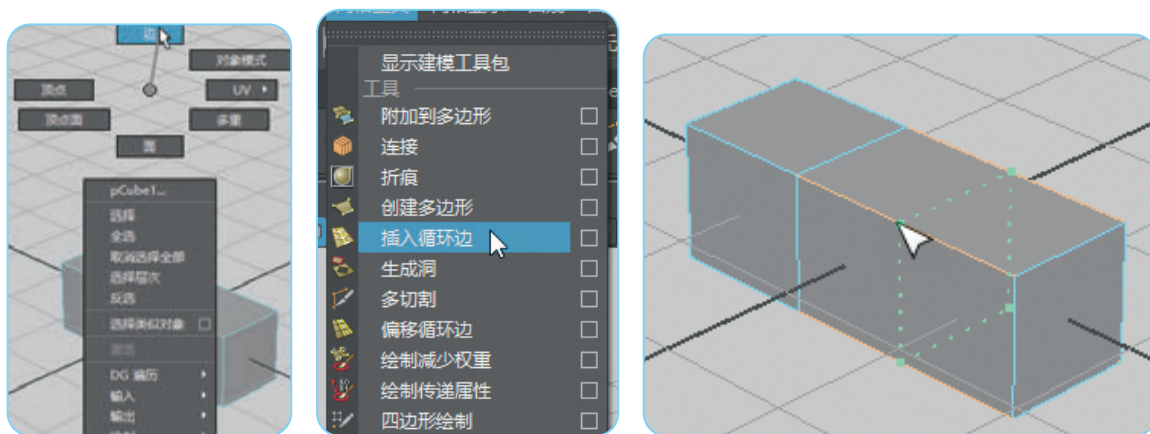 边
对象模式
顶点
UV
顶点面
多重
面
pCube1...
选择
全选
取消选择全部
选择层次
反选
选择类似对象
激活
DG 遍历
输入
输出
显示建模工具包
工具
附加到多边形
连接
折痕
创建多边形
插入循环边
生成洞
多切割
偏移循环边
绘制减少权重
绘制传递属性
四边形绘制